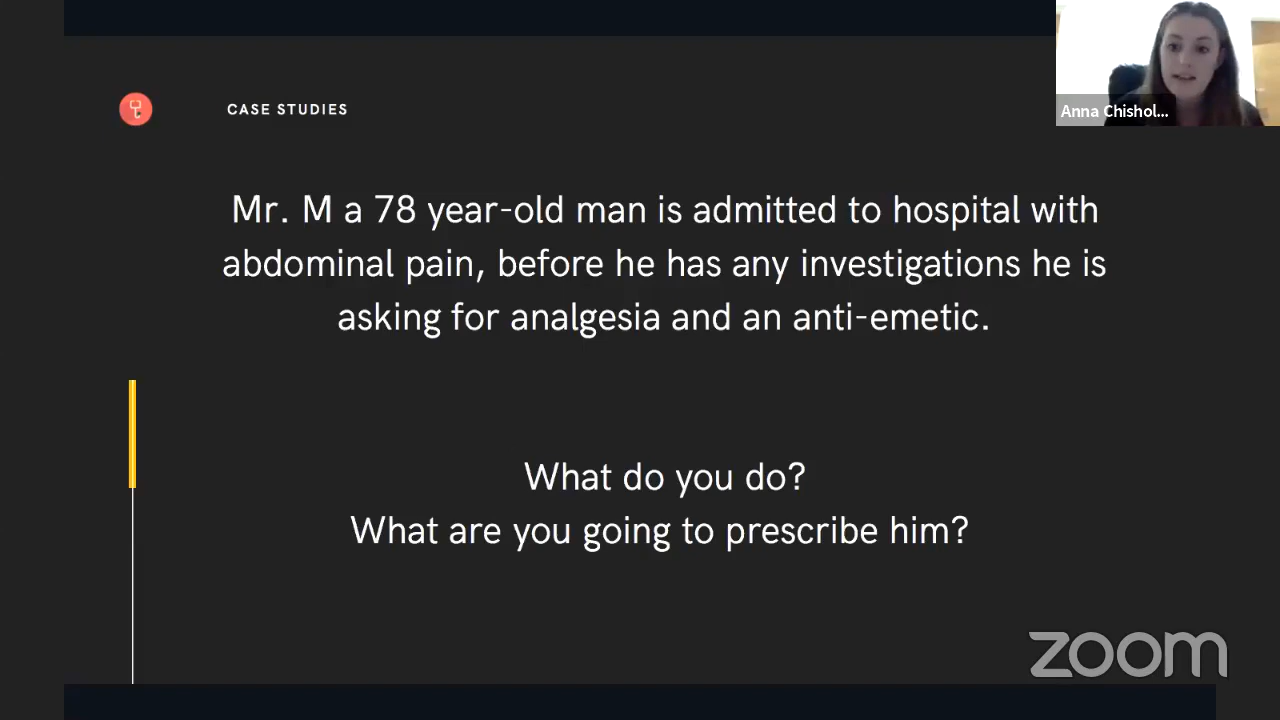 Anna Chishol...
CASE STUDIES
Mr. M a 78 year-old man is admitted to hospital with
abdominal pain, before he has any investigations he is
asking for analgesia and an anti-emetic.
What do you do?
What are you going to prescribe him?
zoom